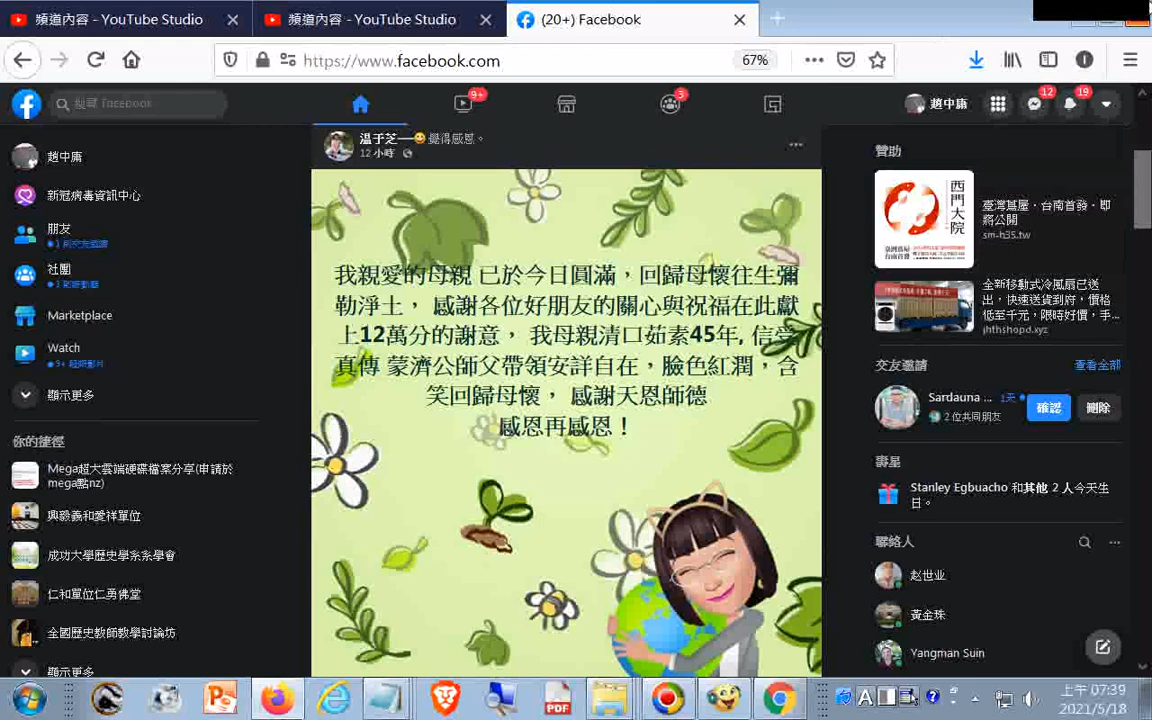 頻道內容 - YouTube Studio
頻道內容 - YouTube Studio
(20+) Facebook
https://www.facebook.com
67%
搜尋 Facebook
9+
3
趙中庸
12
19
溫于芝——覺得感恩。
12 小時
我親愛的母親 已於今日圓滿，回歸母懷往生彌
勒淨土， 感謝各位好朋友的關心與祝福在此獻
上12萬分的謝意， 我母親清口茹素45年, 信受
真傳 蒙濟公師父帶領安詳自在，臉色紅潤，含
笑回歸母懷， 感謝天恩師德
感恩再感恩！
趙中庸
新冠病毒資訊中心
朋友
社團
Marketplace
Watch
顯示更多
你的捷徑
Mega超大雲端硬碟檔案分享(申請於
mega點nz)
興毅義和愛祥單位
成功大學歷史學系系學會
仁和單位仁勇佛堂
全國歷史教師教學討論坊
顯示更多
贊助
西門大院
臺灣蔦屋．台南首發．即
將公開
sm-h35.tw
全新移動式冷風扇已送
出，快速送貨到府，價格
低至千元，限時好價，手...
jhthshopd.xyz
交友邀請
查看全部
Sardauna ...
1天
2 位共同朋友
確認
刪除
壽星
Stanley Egbuacho 和其他 2 人今天生
日。
聯絡人
赵世业
黃金珠
Yangman Suin
PDF
上午 07:39
2021/5/18